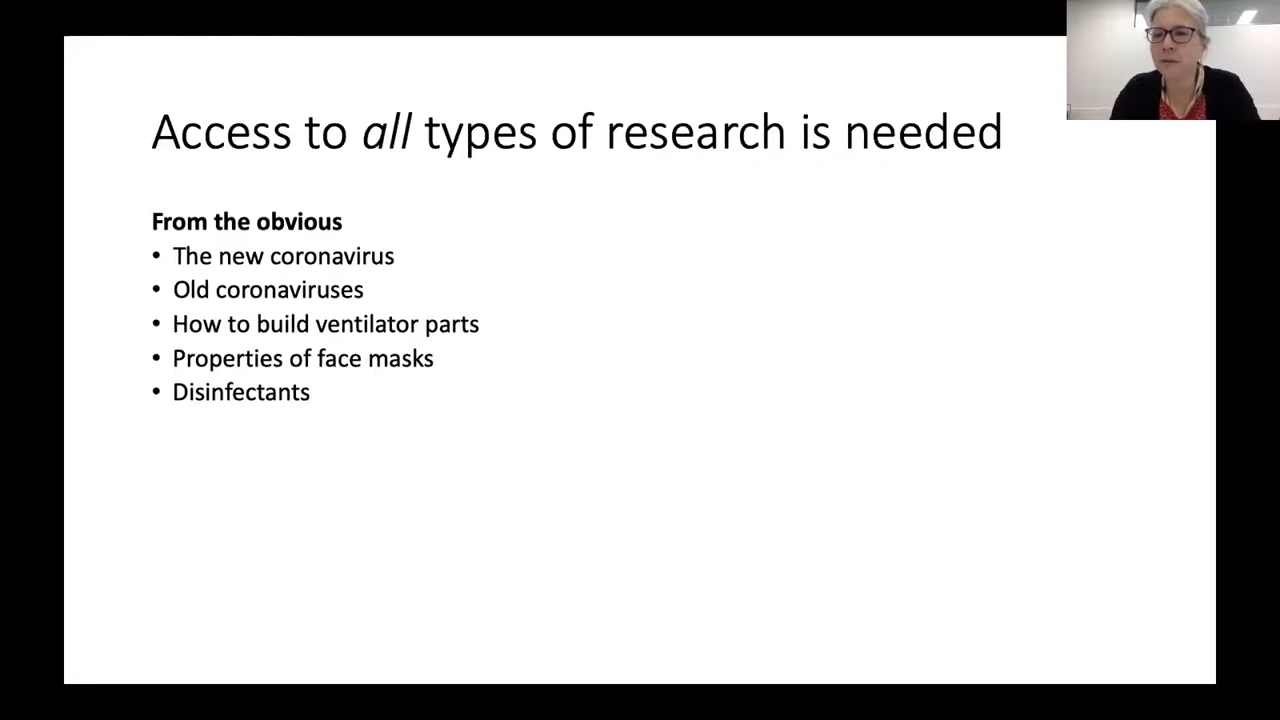 Access to all types of research is needed
From the obvious
• The new coronavirus
• Old coronaviruses
• How to build ventilator parts
• Properties of face masks
• Disinfectants